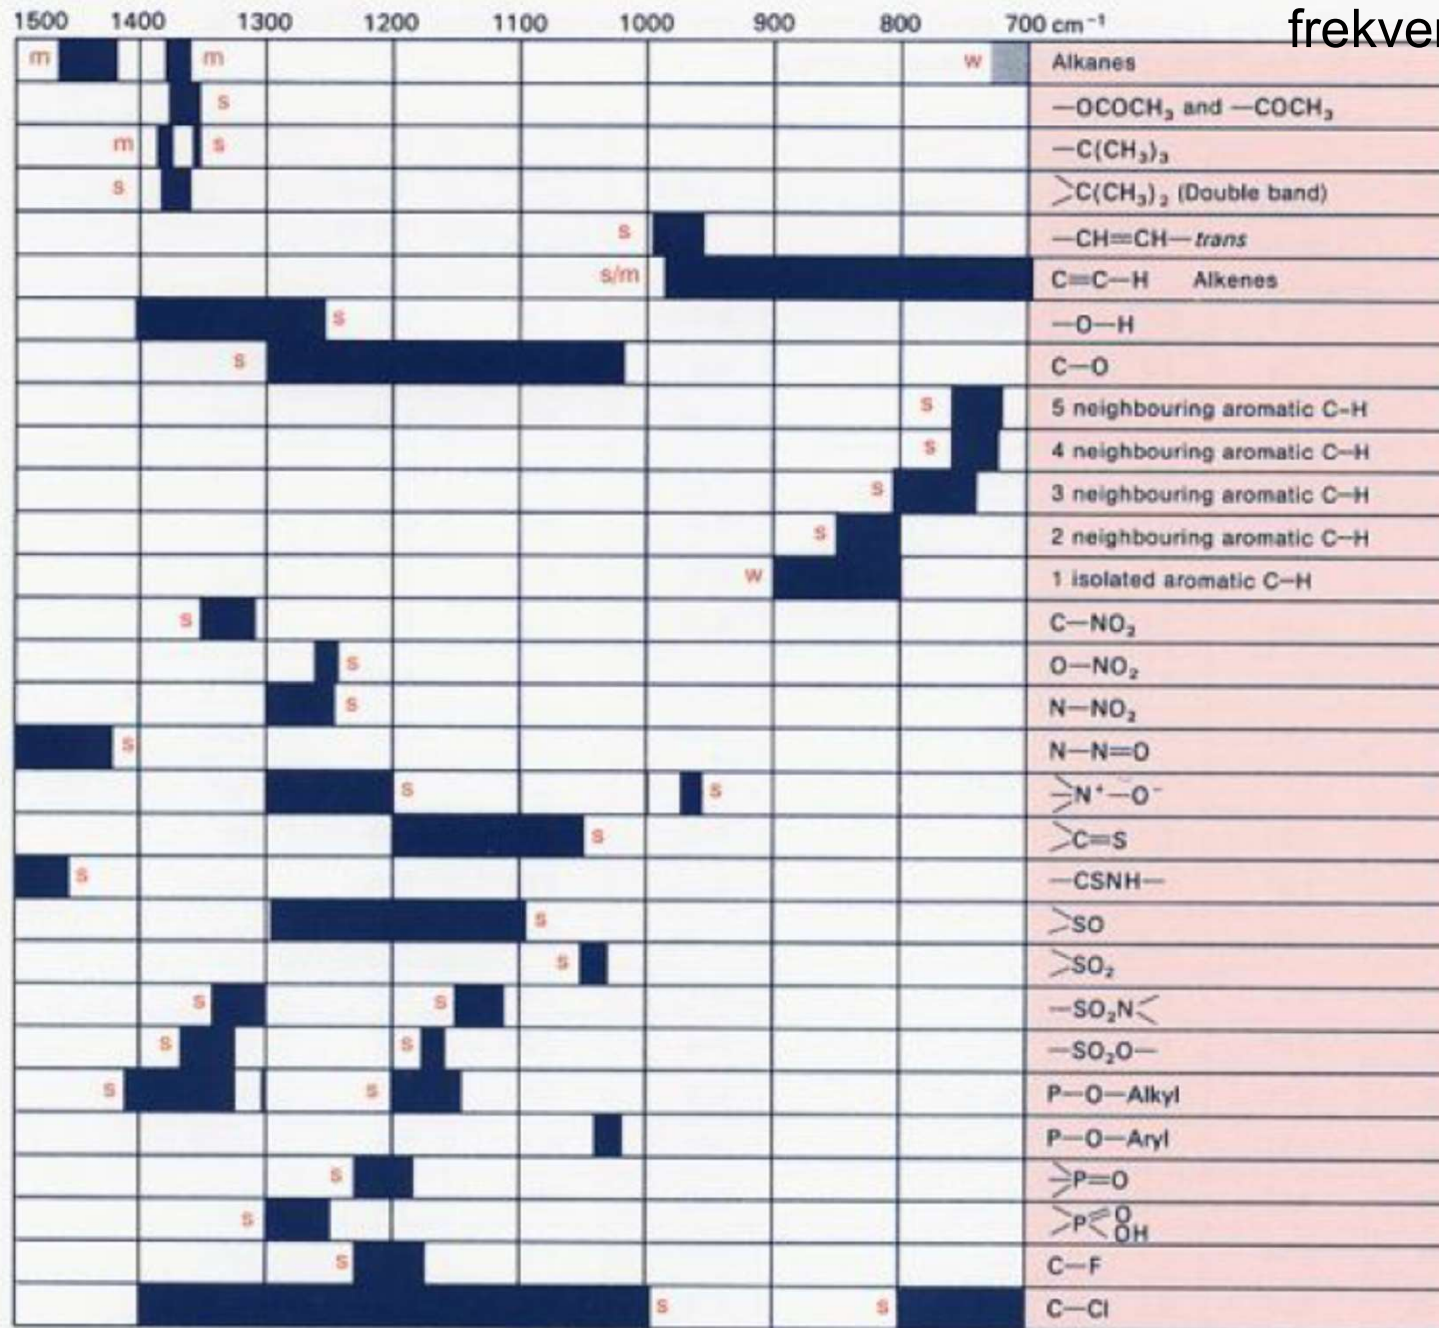 1500 1400 1300 1200 1100 1000 900 800 700 cm⁻¹
frekver
m m w Alkanes
s —OCOCH₃ and —COCH₃
m s —C(CH₃)₃
s >C(CH₃)₂ (Double band)
s —CH=CH—trans
s/m C=C—H Alkenes
s —O—H
s C—O
s 5 neighbouring aromatic C-H
s 4 neighbouring aromatic C—H
s 3 neighbouring aromatic C—H
s 2 neighbouring aromatic C—H
w 1 isolated aromatic C—H
s C—NO₂
s O—NO₂
s N—NO₂
s N—N=O
s s N⁺—O⁻
s >C=S
s —CSNH—
s >SO
s >SO₂
s s —SO₂N<
s s —SO₂O—
s s P—O—Alkyl
P—O—Aryl
s P=O
s >P O OH
s C—F
s s C—Cl